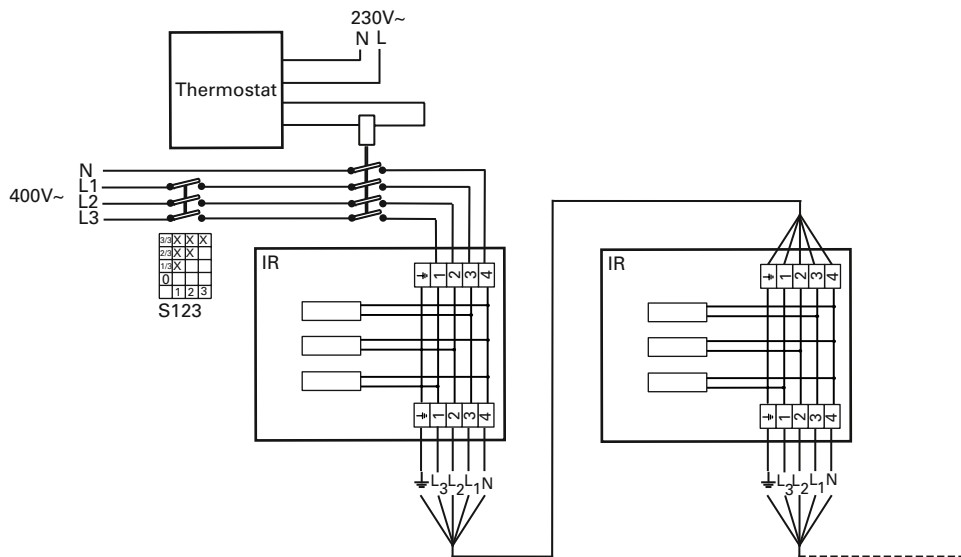 230V~
N L
Thermostat
400V~
N
L1
L2
L3
3/3 X X X
2/3 X X
1/3 X
0
1 2 3
S123
IR
⏚ 1 2 3 4
⏚ 1 2 3 4
⏚ L3 L2 L1 N
IR
⏚ 1 2 3 4
⏚ 1 2 3 4
⏚ L3 L2 L1 N